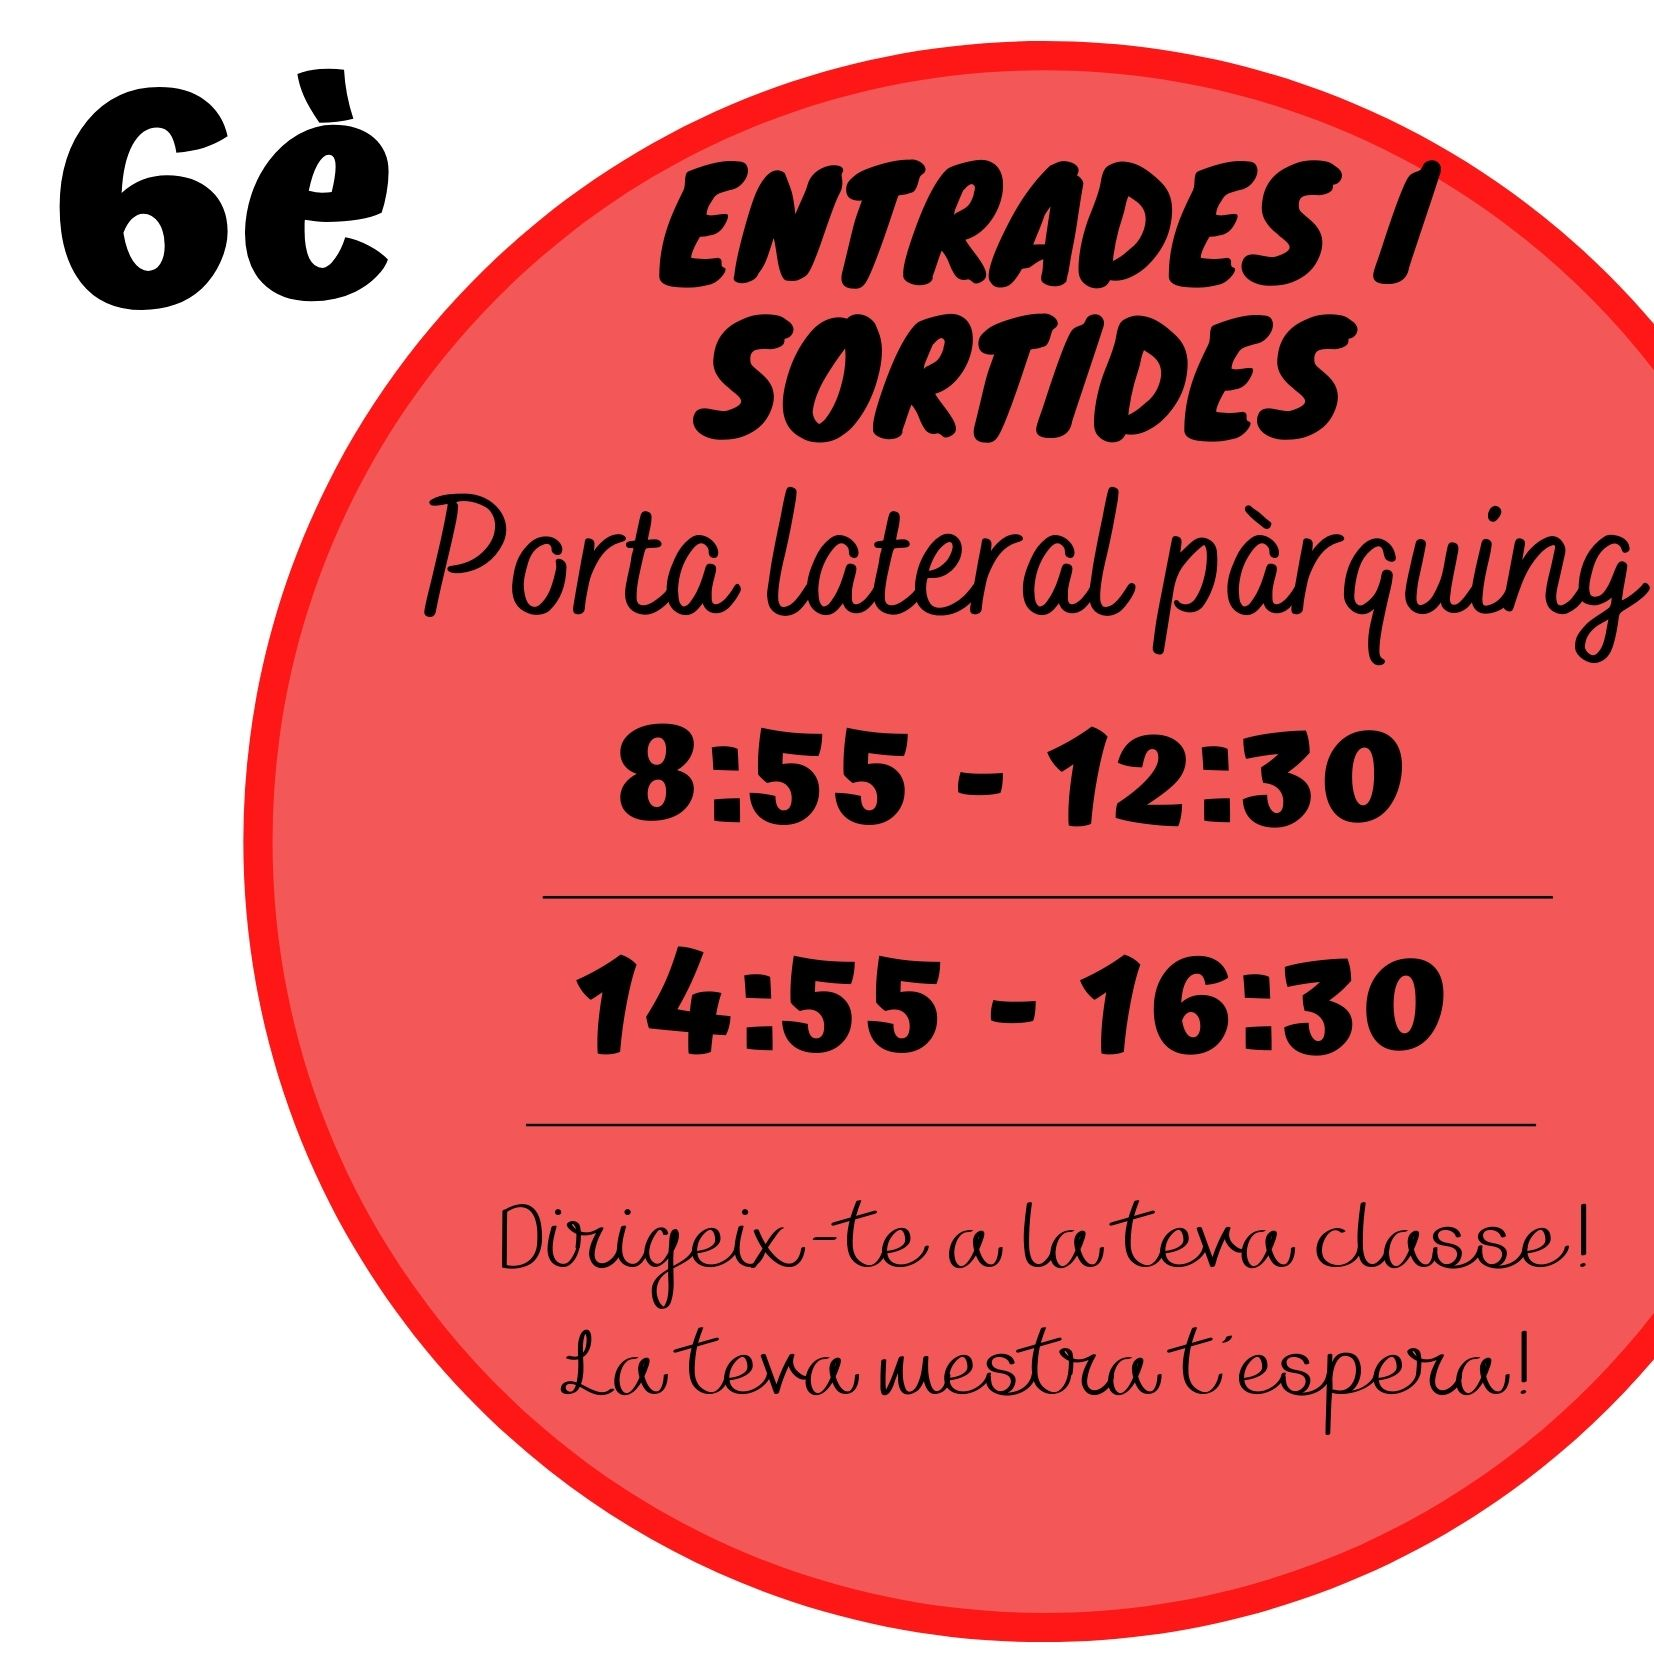 6è
ENTRADES I
SORTIDES
Porta lateral pàrquing
8:55 - 12:30
14:55 - 16:30
Dirigeix-te a la teva classe!
La teva mestra t'espera!